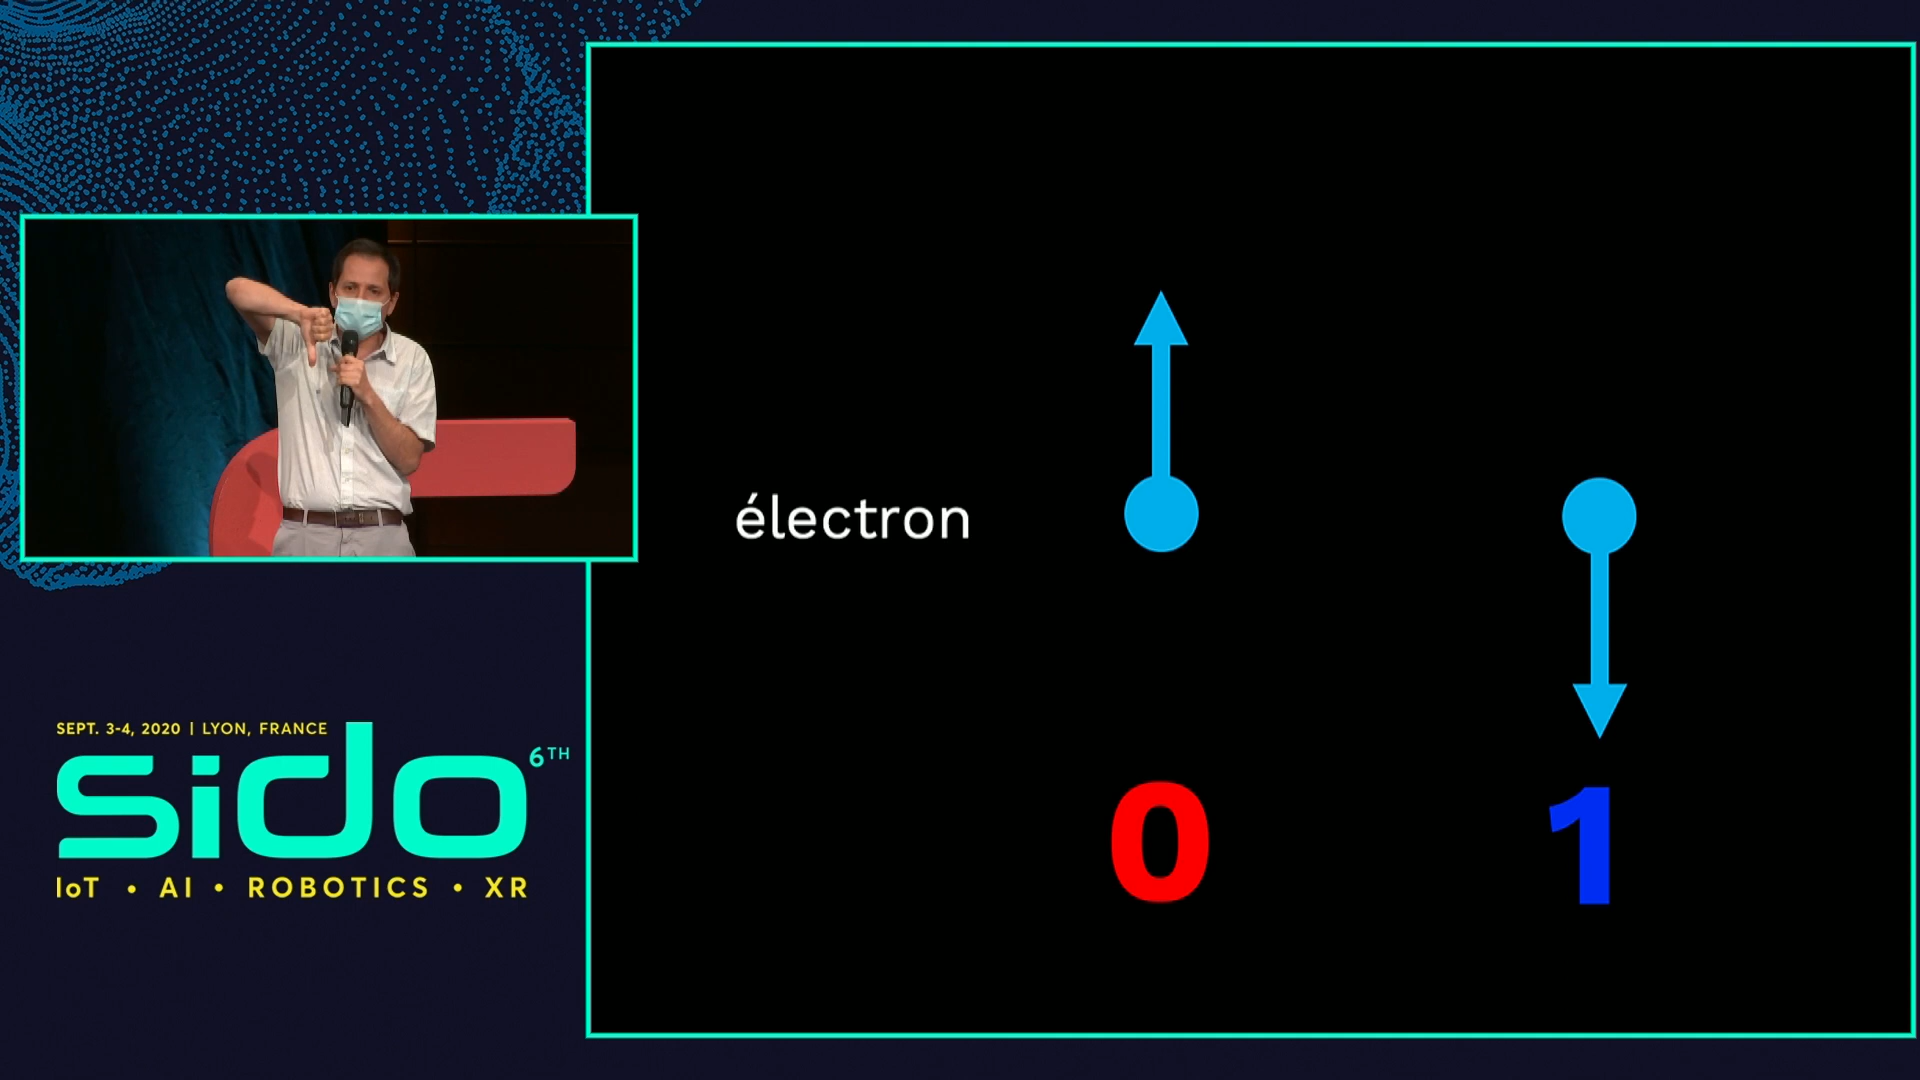 électron
0 1
SEPT. 3-4, 2020 | LYON, FRANCE
sido 6TH
IoT • AI • ROBOTICS • XR